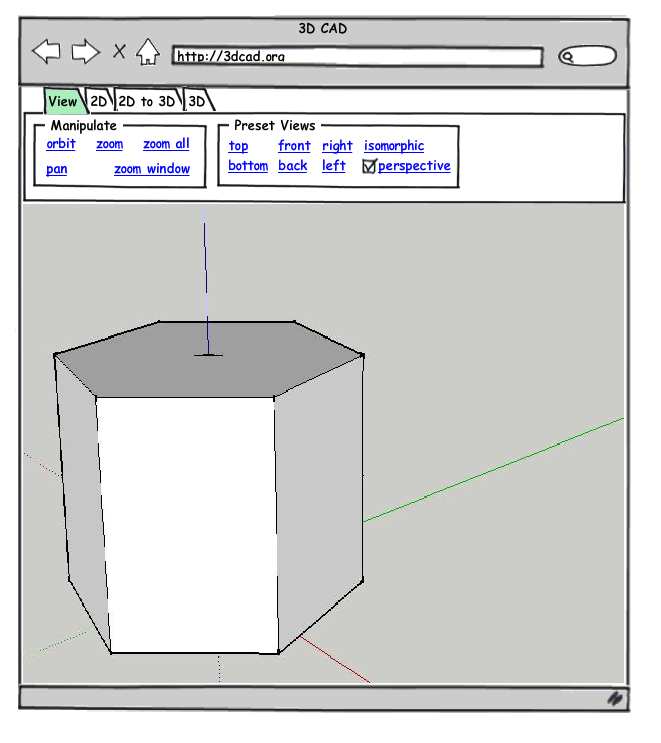 3D CAD
http://3dcad.org
View 2D 2D to 3D 3D
Manipulate
orbit zoom zoom all
pan zoom window
Preset Views
top front right isomorphic
bottom back left perspective